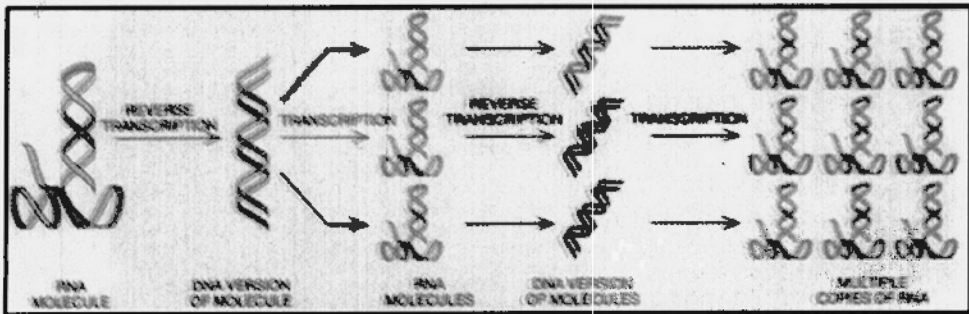 REVERSE
TRANSCRIPTION
TRANSCRIPTION
REVERSE
TRANSCRIPTION
TRANSCRIPTION
RNA
MOLECULE
DNA VERSION
OF MOLECULE
RNA
MOLECULES
DNA VERSION
OF MOLECULES
MULTIPLE
COPIES OF RNA